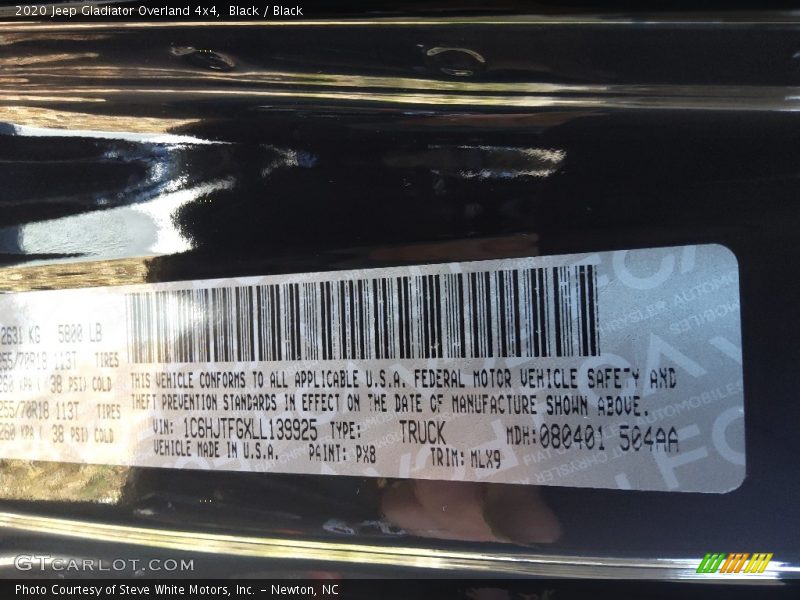 2020 Jeep Gladiator Overland 4x4, Black / Black
2631 KG 5800 LB
255/70R18 113T TIRES
260 KPA ( 38 PSI) COLD
255/70R18 113T TIRES
260 KPA ( 38 PSI) COLD
THIS VEHICLE CONFORMS TO ALL APPLICABLE U.S.A. FEDERAL MOTOR VEHICLE SAFETY AND
THEFT PREVENTION STANDARDS IN EFFECT ON THE DATE OF MANUFACTURE SHOWN ABOVE.
VIN: 1C6HJTFGXLL139925 TYPE: TRUCK MDH:080401 504AA
VEHICLE MADE IN U.S.A. PAINT: PX8 TRIM: MLX9
GTCARLOT.COM
Photo Courtesy of Steve White Motors, Inc. – Newton, NC